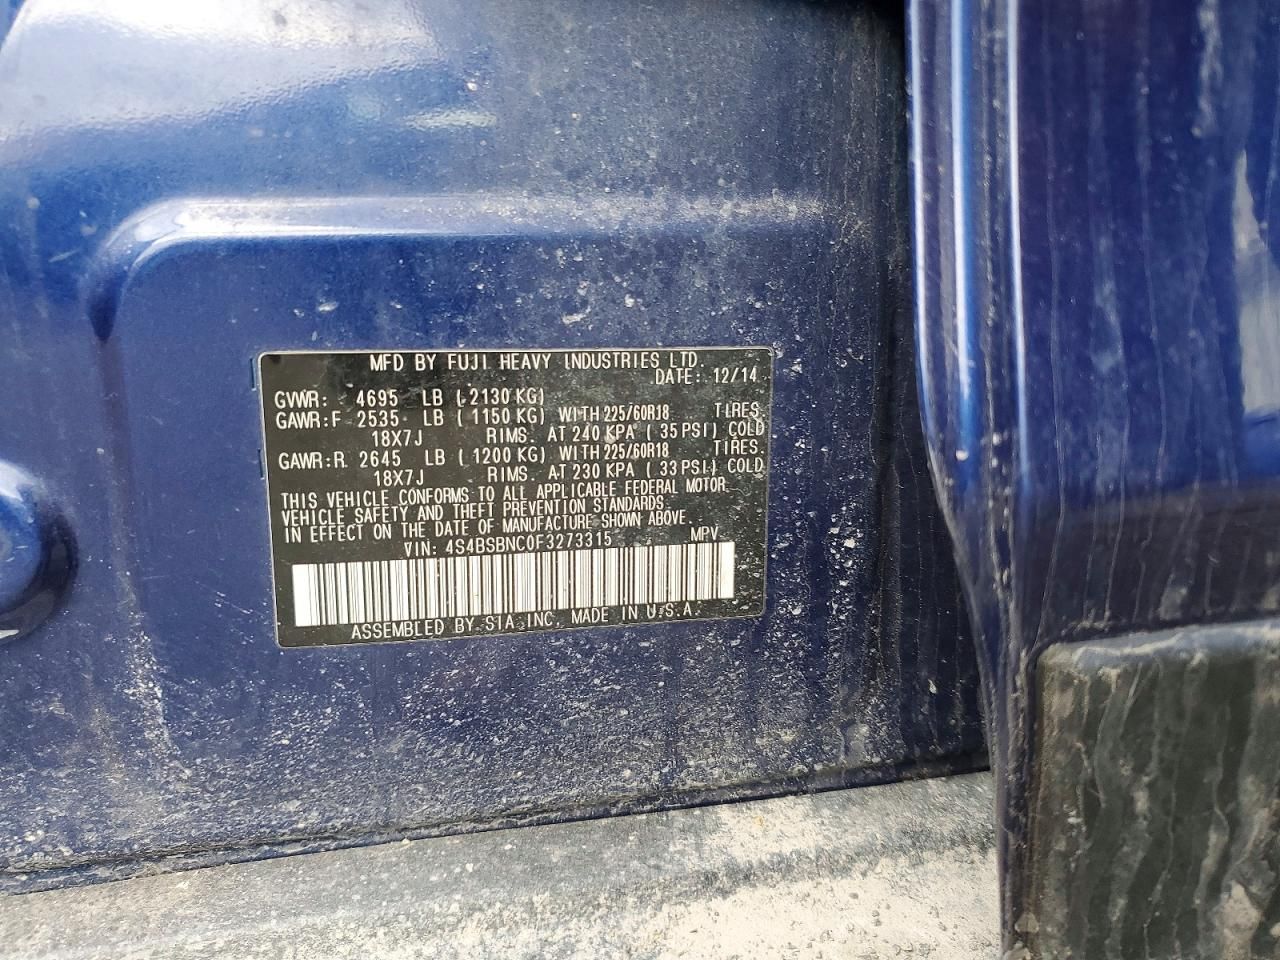 MFD BY FUJI HEAVY INDUSTRIES LTD.
DATE: 12/14
GVWR: 4695 LB ( 2130 KG)
GAWR:F 2535 LB ( 1150 KG) WITH 225/60R18 TIRES.
18X7J RIMS. AT 240 KPA ( 35 PSI) COLD
GAWR:R 2645 LB ( 1200 KG) WITH 225/60R18 TIRES.
18X7J RIMS. AT 230 KPA ( 33 PSI) COLD
THIS VEHICLE CONFORMS TO ALL APPLICABLE FEDERAL MOTOR
VEHICLE SAFETY AND THEFT PREVENTION STANDARDS
IN EFFECT ON THE DATE OF MANUFACTURE SHOWN ABOVE.
VIN: 4S4BSBNC0F3273315 MPV
ASSEMBLED BY SIA,INC. MADE IN U.S.A.